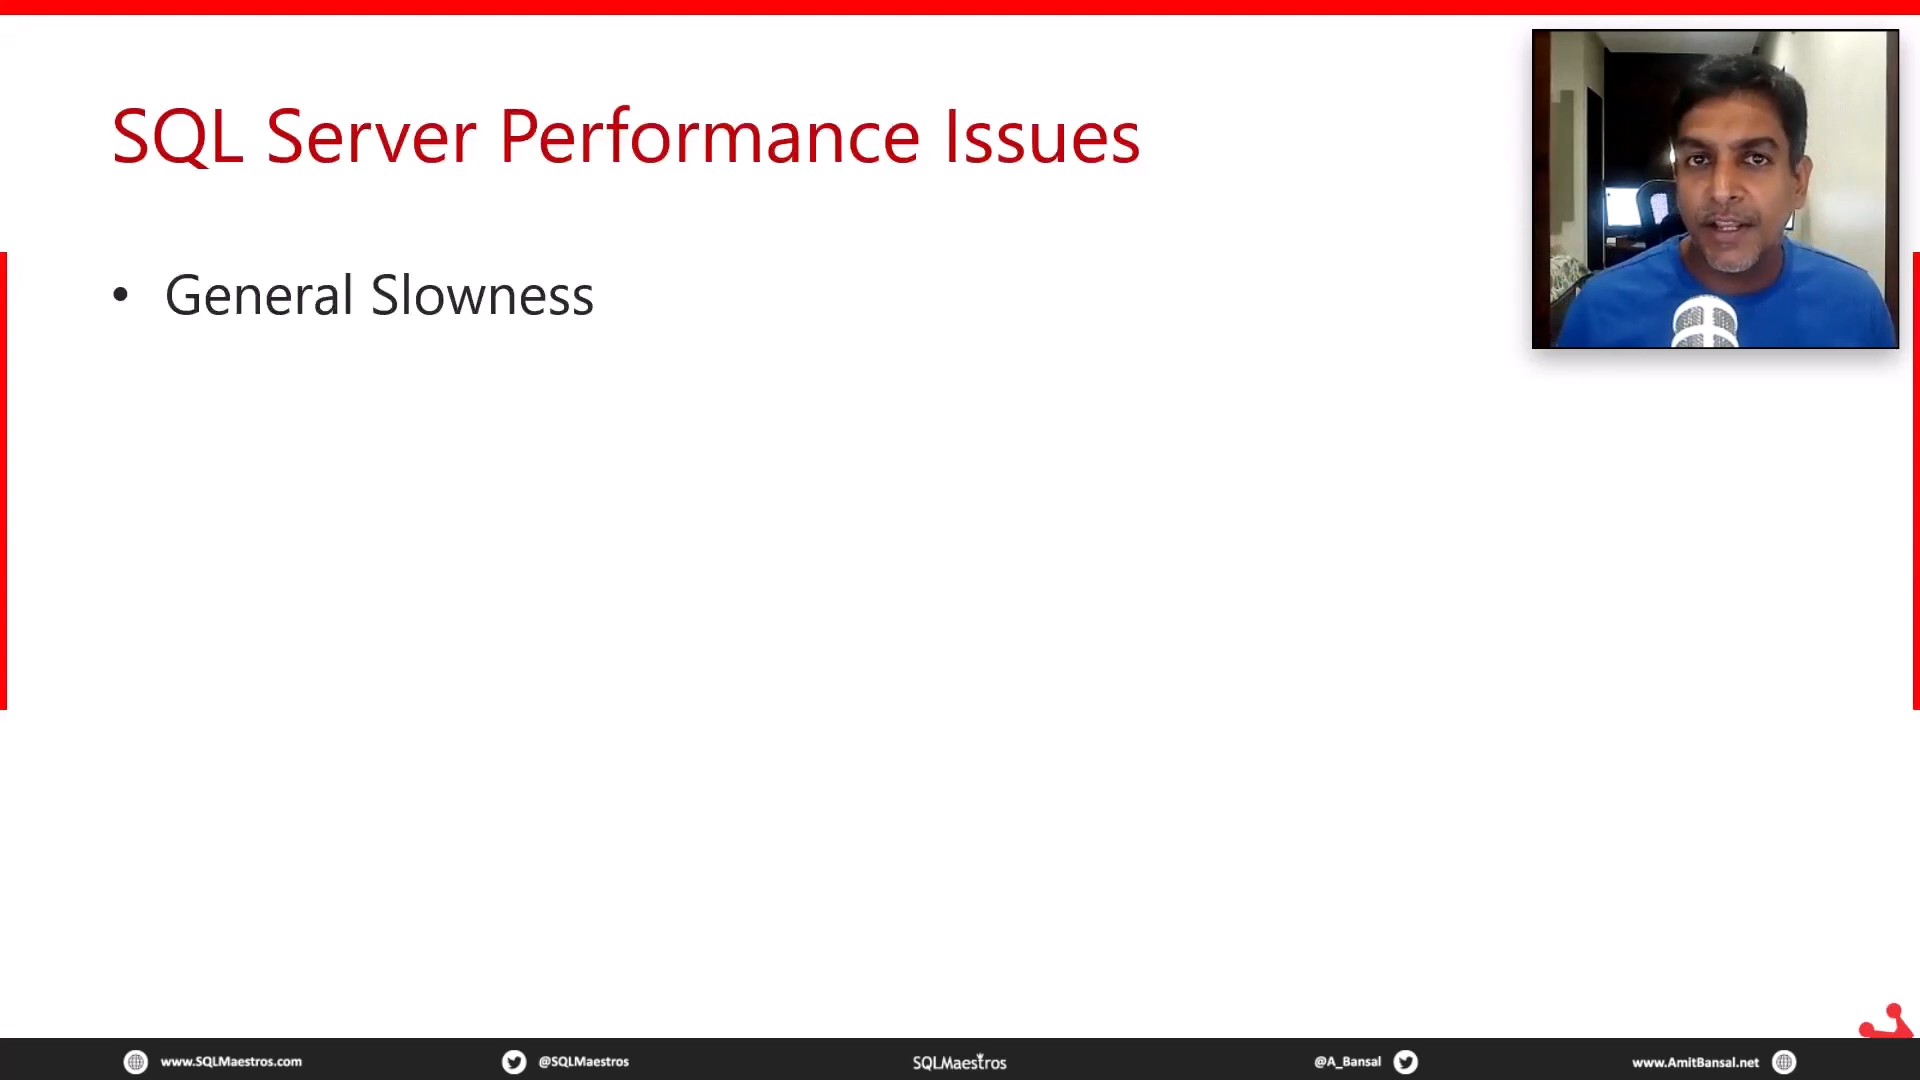 SQL Server Performance Issues
• General Slowness
www.SQLMaestros.com
@SQLMaestros
SQLMaestros
@A_Bansal
www.AmitBansal.net